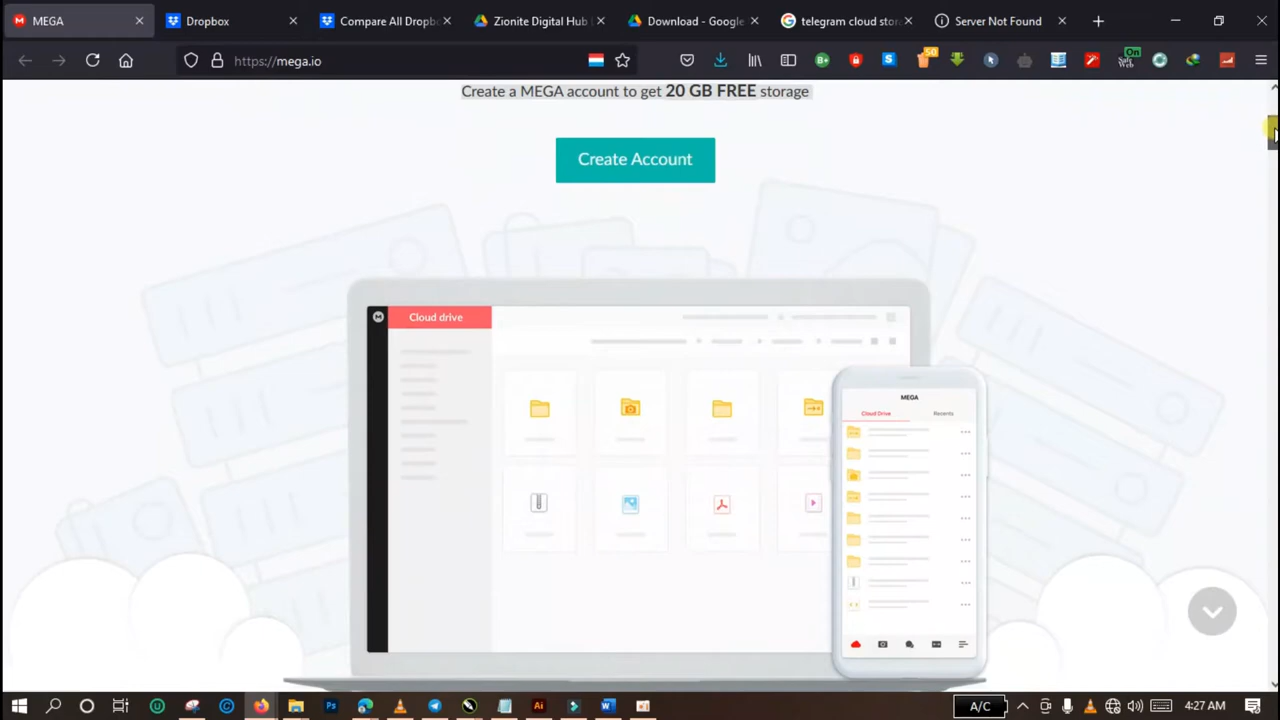 MEGA
Dropbox
Compare All Dropb
Zionite Digital Hub
Download - Google
telegram cloud stor
Server Not Found
https://mega.io
50
On
Create a MEGA account to get 20 GB FREE storage
Create Account
Cloud drive
MEGA
Cloud Drive
Recents
A/C
4:27 AM